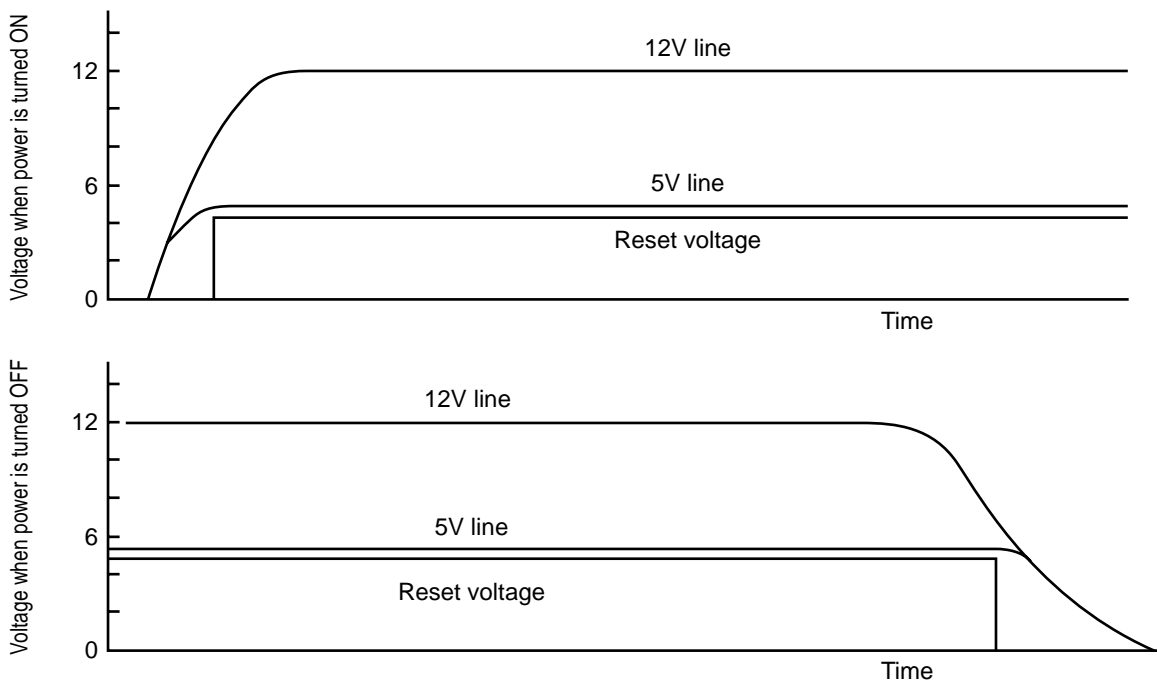 Voltage when power is turned ON
12V line
12
6
5V line
Reset voltage
0
Time
Voltage when power is turned OFF
12V line
12
5V line
6
Reset voltage
0
Time